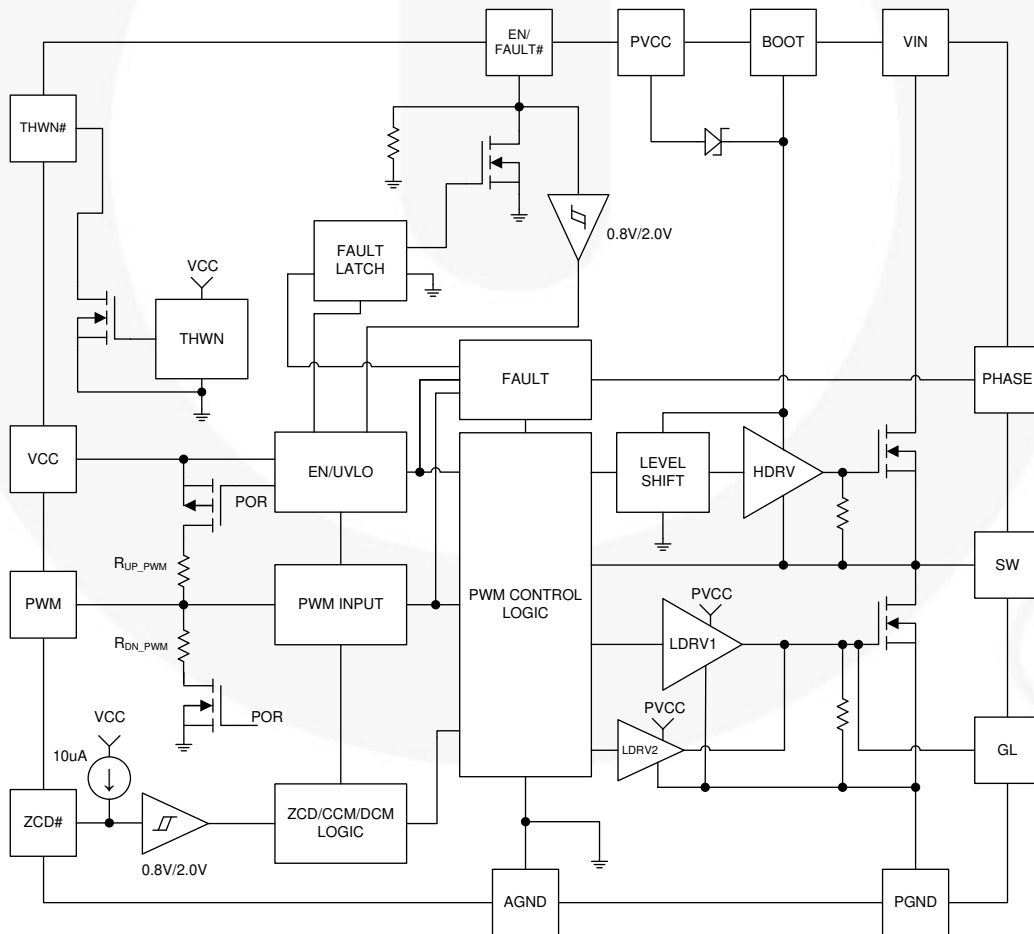 EN/
FAULT#
PVCC
BOOT
VIN
THWN#
0.8V/2.0V
FAULT
LATCH
VCC
THWN
FAULT
PHASE
VCC
EN/UVLO
LEVEL
SHIFT
HDRV
POR
RUP_PWM
PWM
PWM INPUT
PWM CONTROL
LOGIC
SW
PVCC
RDN_PWM
LDRV1
POR
VCC
PVCC
10uA
LDRV2
GL
ZCD#
ZCD/CCM/DCM
LOGIC
0.8V/2.0V
AGND
PGND